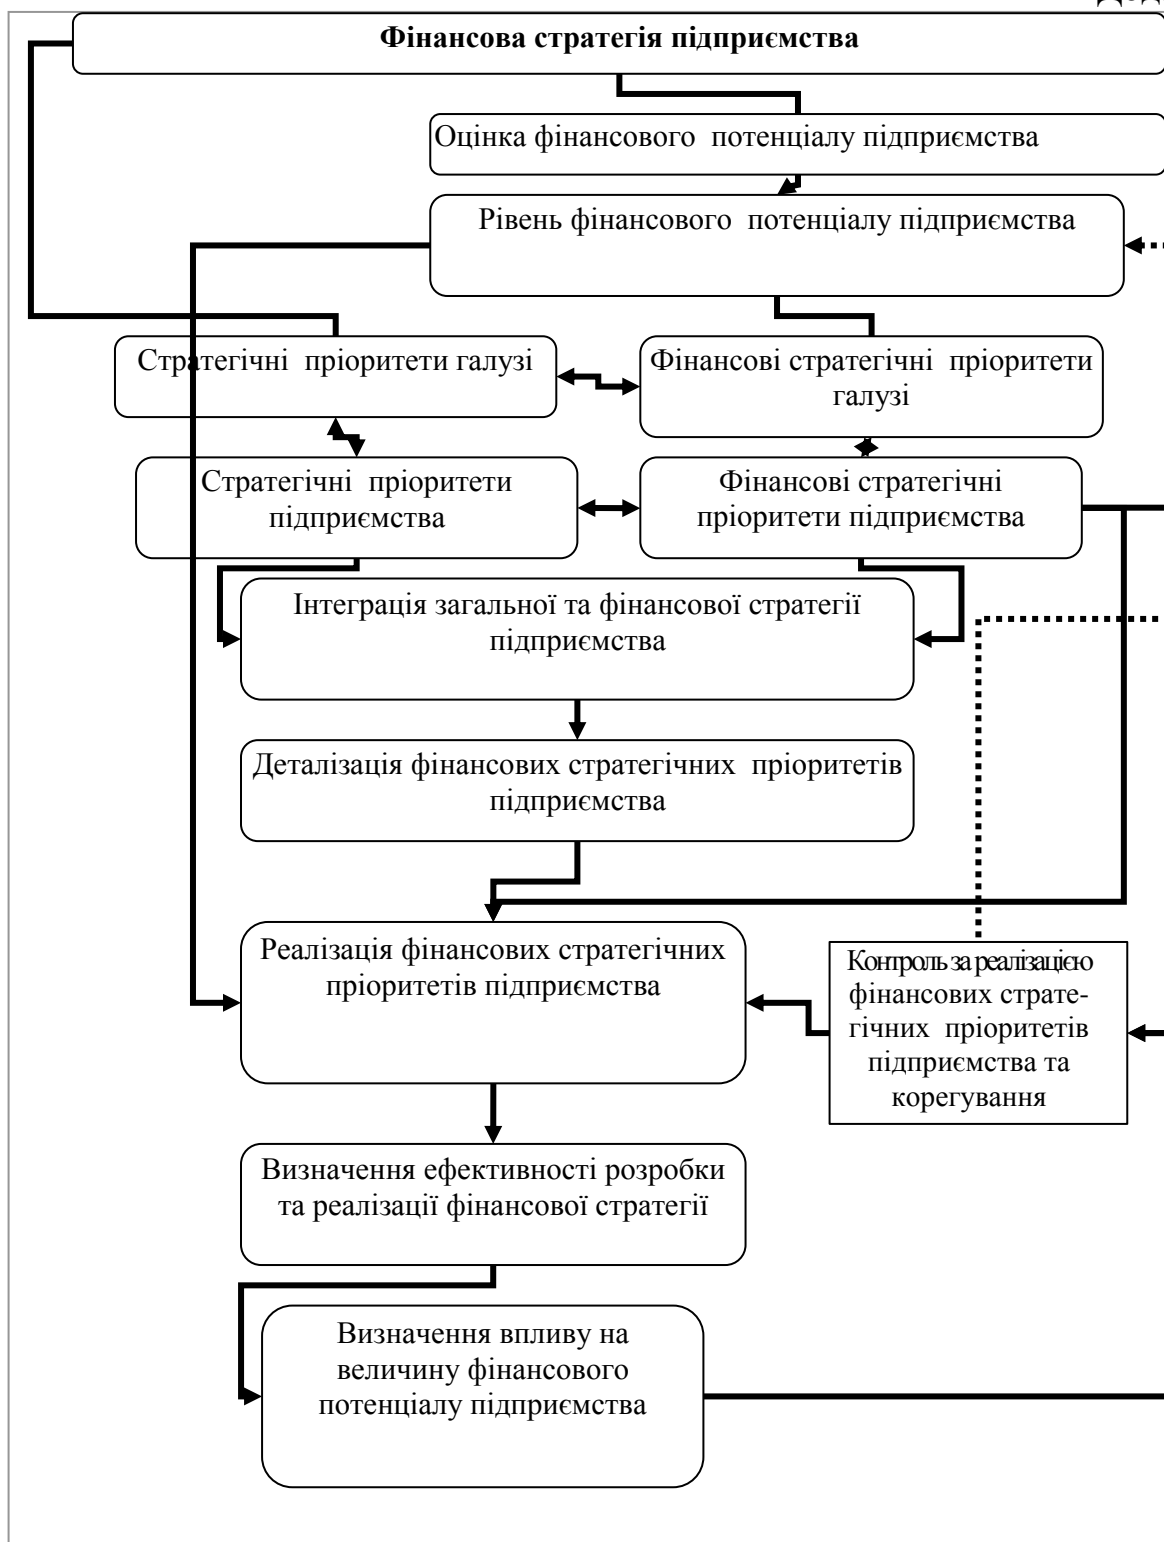 Фінансова стратегія підприємства
Оцінка фінансового потенціалу підприємства
Рівень фінансового потенціалу підприємства
Стратегічні пріоритети галузі
Фінансові стратегічні пріоритети
галузі
Стратегічні пріоритети
підприємства
Фінансові стратегічні
пріоритети підприємства
Інтеграція загальної та фінансової стратегії
підприємства
Деталізація фінансових стратегічних пріоритетів
підприємства
Реалізація фінансових стратегічних
пріоритетів підприємства
Контроль за реалізацією
фінансових страте-
гічних пріоритетів
підприємства та
корегування
Визначення ефективності розробки
та реалізації фінансової стратегії
Визначення впливу на
величину фінансового
потенціалу підприємства